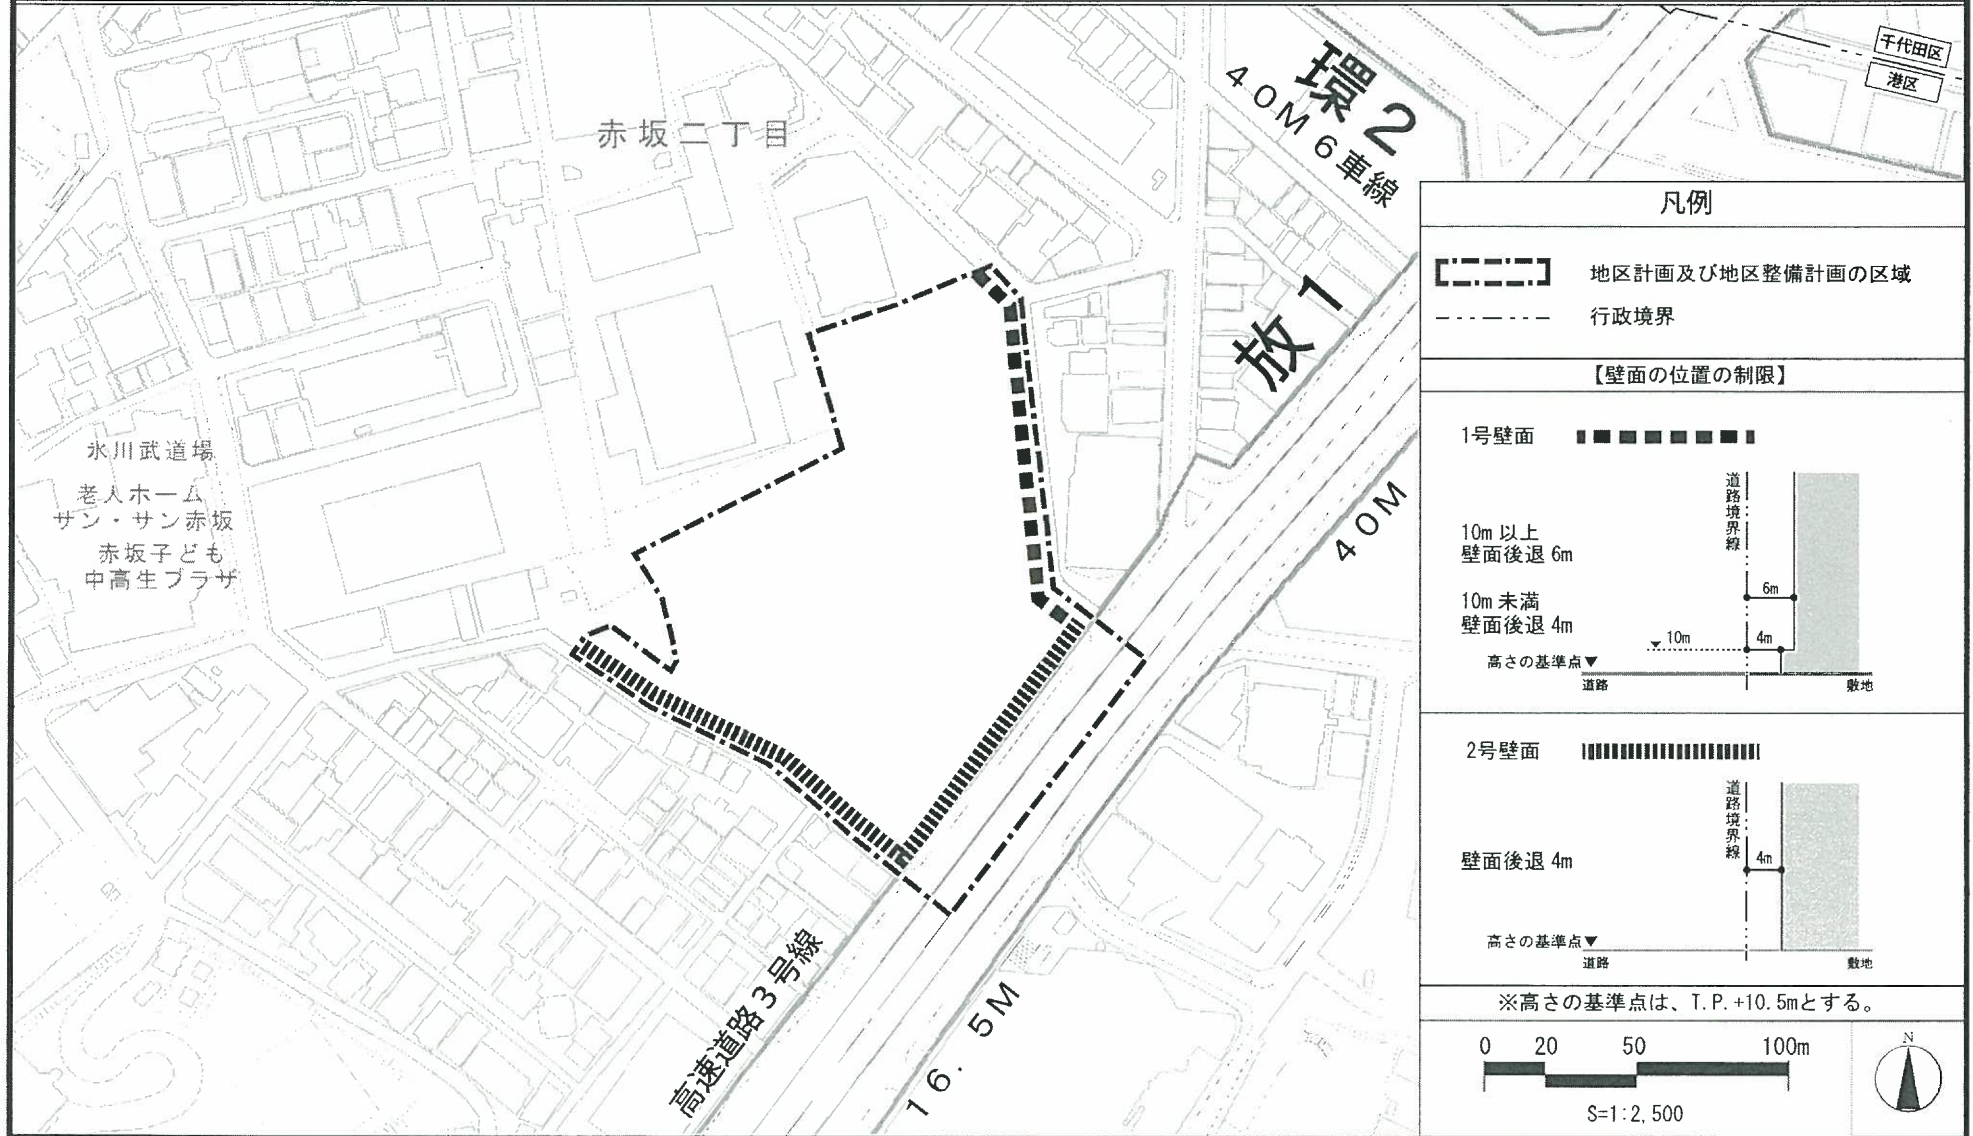 千代田区
港区
環2
40M6車線
赤坂二丁目
放1
氷川武道場
老人ホーム
サン・サン赤坂
赤坂子ども
中高生プラザ
40M
高速道路3号線
16.5M
凡例
地区計画及び地区整備計画の区域
行政境界
【壁面の位置の制限】
1号壁面
道路境界線
10m以上
壁面後退6m
6m
10m未満
壁面後退4m
10m
4m
高さの基準点▼
道路
敷地
2号壁面
道路境界線
壁面後退4m
4m
高さの基準点▼
道路
敷地
※高さの基準点は、T.P.+10.5mとする。
0 20 50 100m
S=1:2,500
N